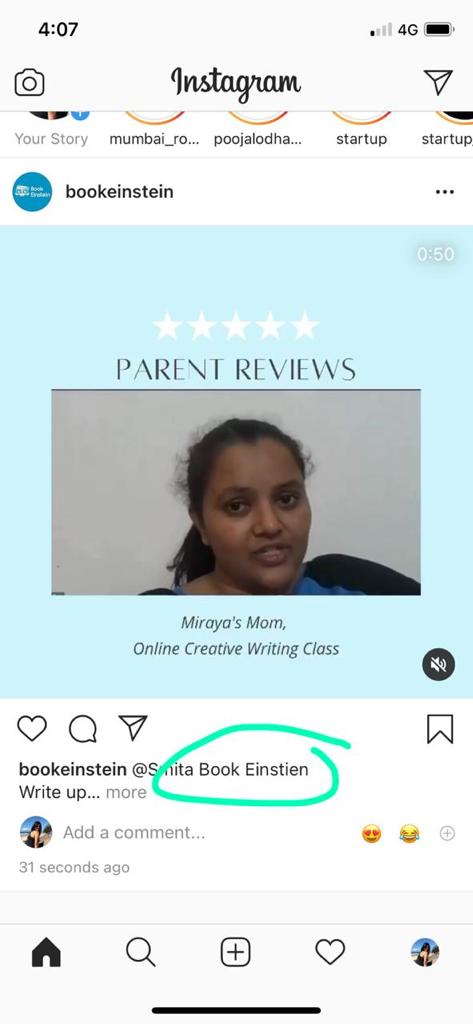 4:07
4G
Instagram
Your Story
mumbai_ro...
poojalodha...
startup
startup
Book
Einstein
bookeinstein
0:50
PARENT REVIEWS
Miraya's Mom,
Online Creative Writing Class
bookeinstein @Smita Book Einstien
Write up... more
Add a comment...
31 seconds ago